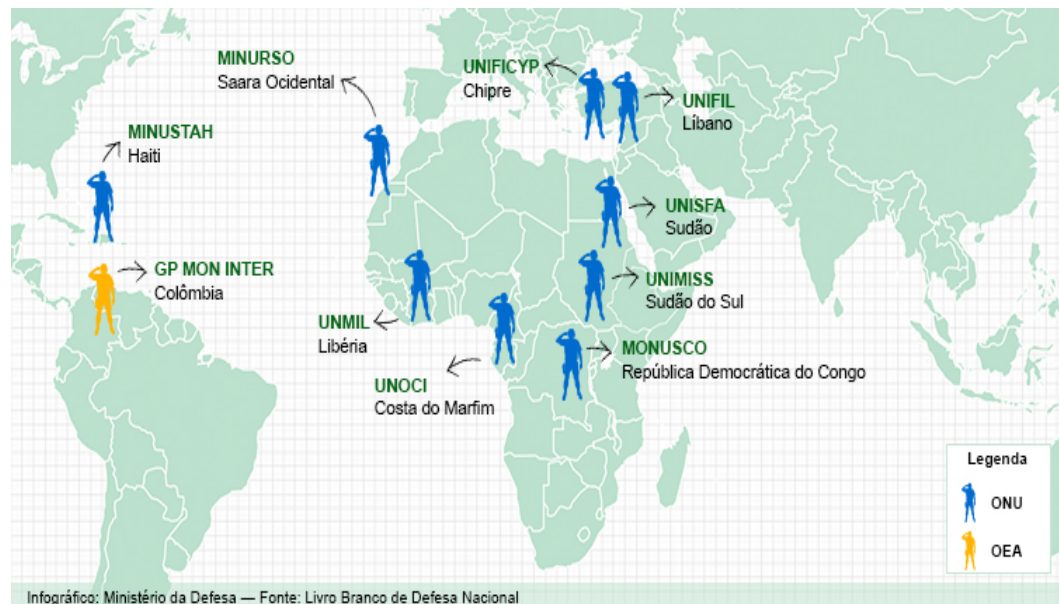 MINURSO
Saara Ocidental
UNIFICYP
Chipre
UNIFIL
Líbano
MINUSTAH
Haiti
UNISFA
Sudão
GP MON INTER
Colômbia
UNIMISS
Sudão do Sul
UNMIL
Libéria
MONUSCO
República Democrática do Congo
UNOCI
Costa do Marfim
Legenda
ONU
OEA
Infográfico: Ministério da Defesa — Fonte: Livro Branco de Defesa Nacional